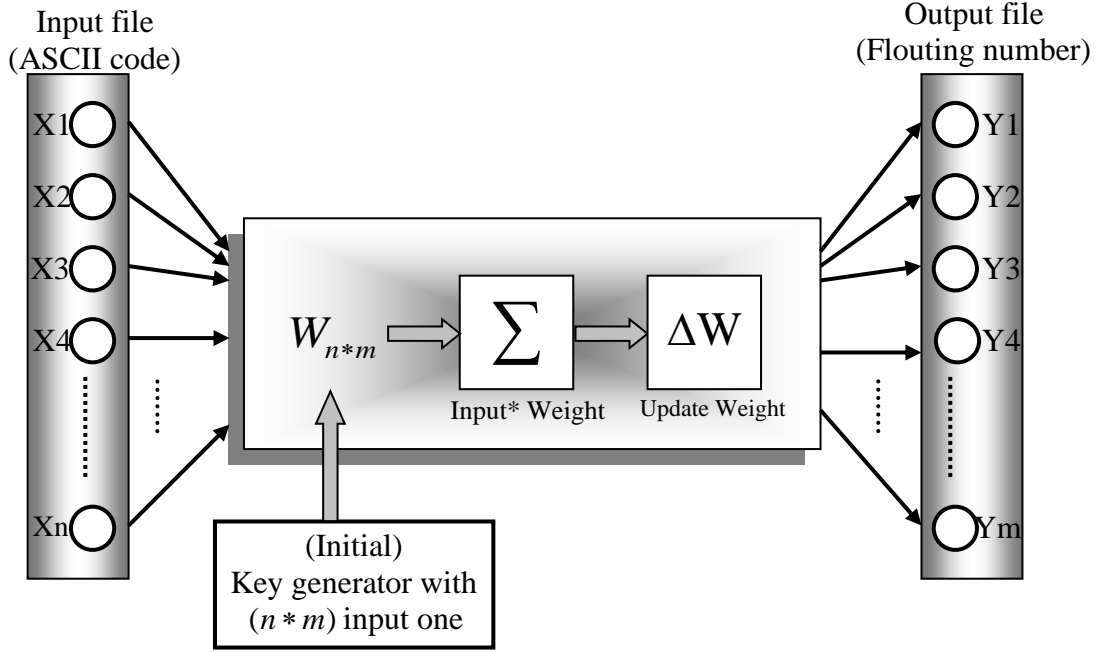 Input file
(ASCII code)
X1
X2
X3
X4
Xn
W n*m
∑
Input* Weight
ΔW
Update Weight
(Initial)
Key generator with
(n * m) input one
Output file
(Flouting number)
Y1
Y2
Y3
Y4
Ym